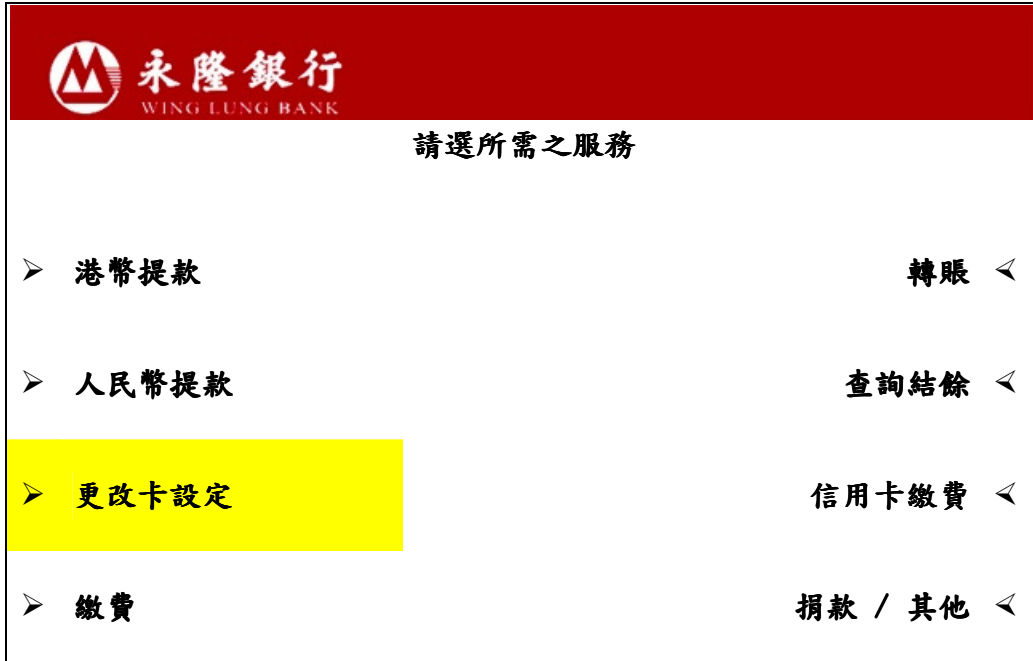 永隆銀行
WING LUNG BANK
請選所需之服務
➢ 港幣提款 轉賬 ⮘
➢ 人民幣提款 查詢結餘 ⮘
➢ 更改卡設定 信用卡繳費 ⮘
➢ 繳費 捐款 / 其他 ⮘